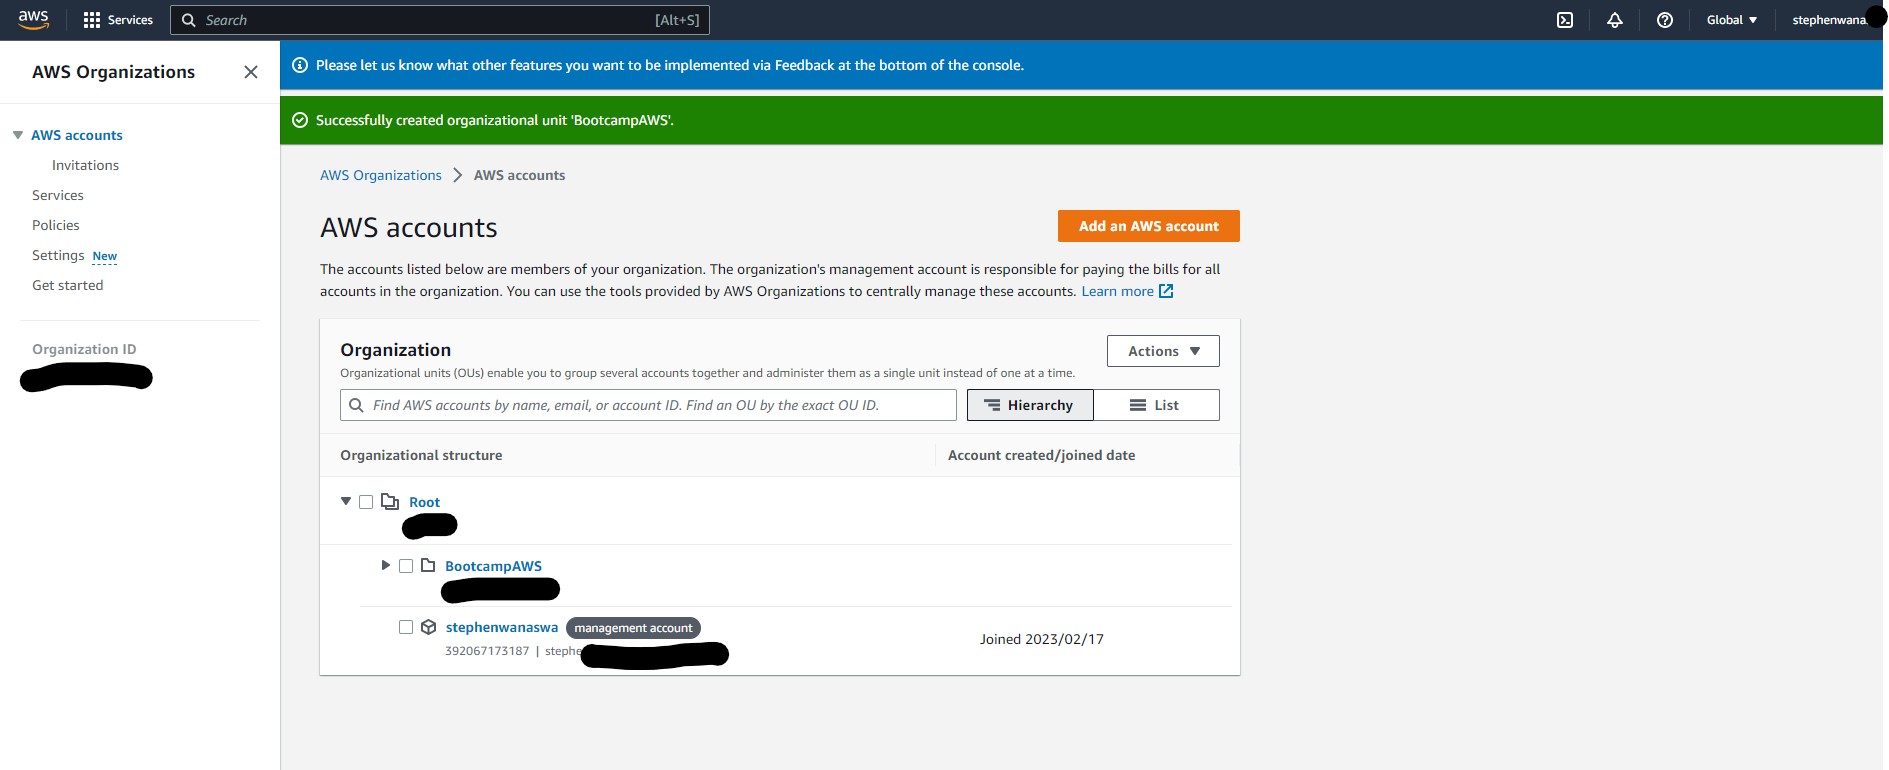 aws Services Search [Alt+S] Global stephenwana
AWS Organizations
AWS accounts
Invitations
Services
Policies
Settings New
Get started
Organization ID
Please let us know what other features you want to be implemented via Feedback at the bottom of the console.
Successfully created organizational unit 'BootcampAWS'.
AWS Organizations AWS accounts
AWS accounts
Add an AWS account
The accounts listed below are members of your organization. The organization's management account is responsible for paying the bills for all
accounts in the organization. You can use the tools provided by AWS Organizations to centrally manage these accounts. Learn more
Organization
Actions
Organizational units (OUs) enable you to group several accounts together and administer them as a single unit instead of one at a time.
Find AWS accounts by name, email, or account ID. Find an OU by the exact OU ID. Hierarchy List
Organizational structure Account created/joined date
Root
BootcampAWS
stephenwanaswa management account
392067173187 | stephe
Joined 2023/02/17